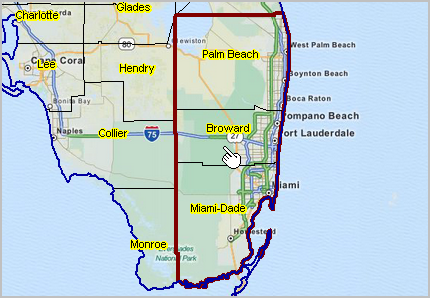 Glades
Charlotte
Lewiston
80
West Palm Beach
Palm Beach
Lee
Cape Coral
Hendry
Boynton Beach
Boca Raton
Bonita Bay
Pompano Beach
Naples
Collier
75
Broward
27
Fort Lauderdale
Miami
Miami-Dade
Homestead
Monroe
Everglades
National Park